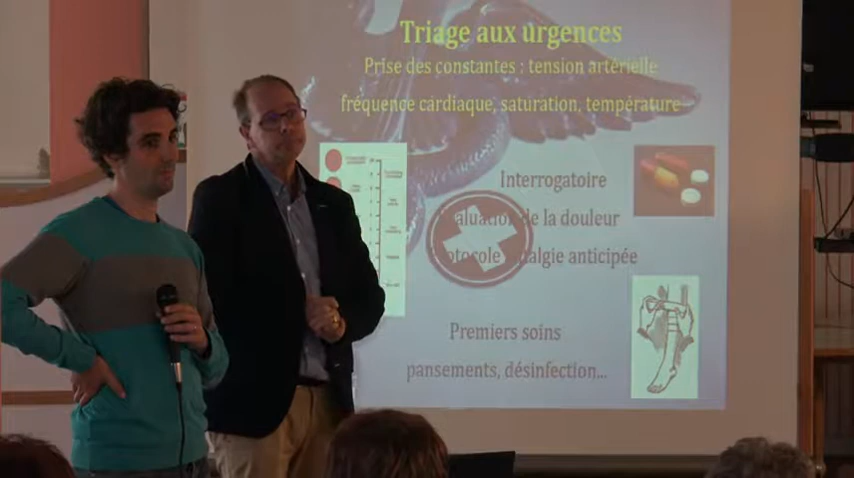 Triage aux urgences
Prise des constantes : tension artérielle
fréquence cardiaque, saturation, température
Interrogatoire
de la douleur
anticipée
Premiers soins
pansements, désinfection...